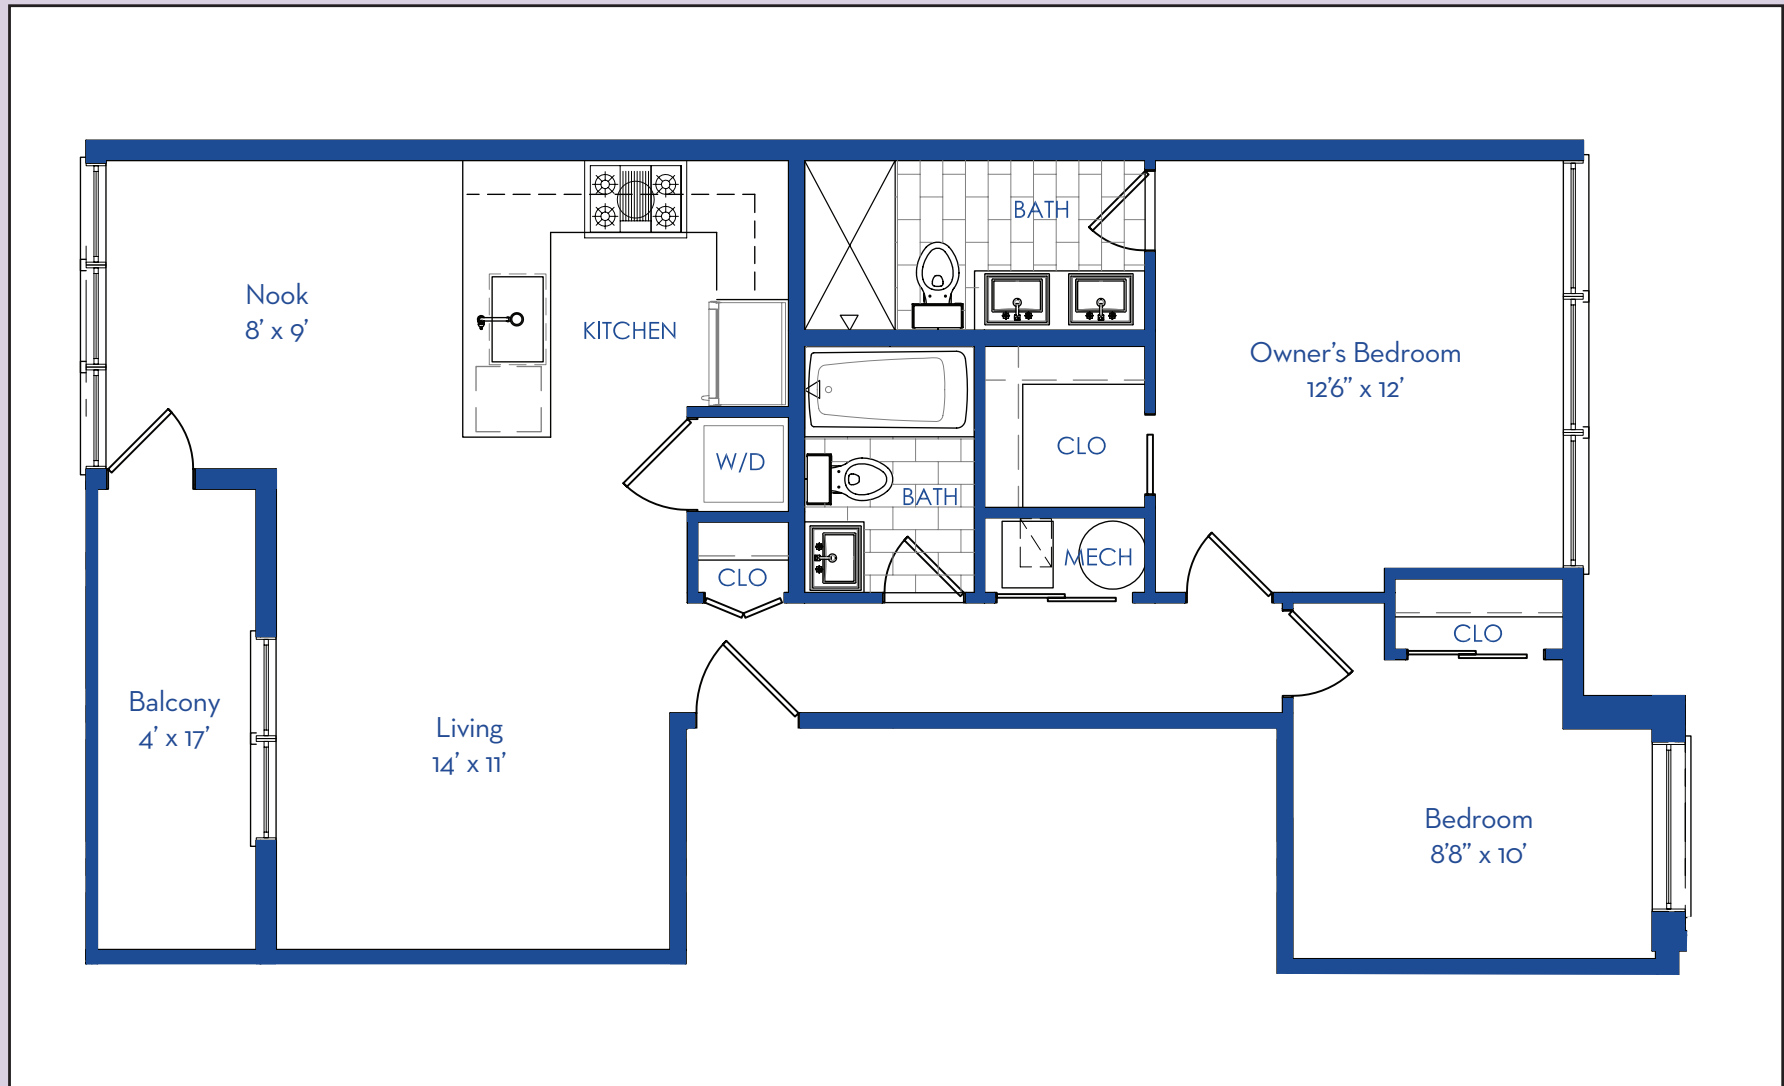 Nook
8’ x 9’
KITCHEN
BATH
Owner’s Bedroom
12’6” x 12’
W/D
BATH
CLO
CLO
MECH
CLO
Balcony
4’ x 17’
Living
14’ x 11’
Bedroom
8’8” x 10’